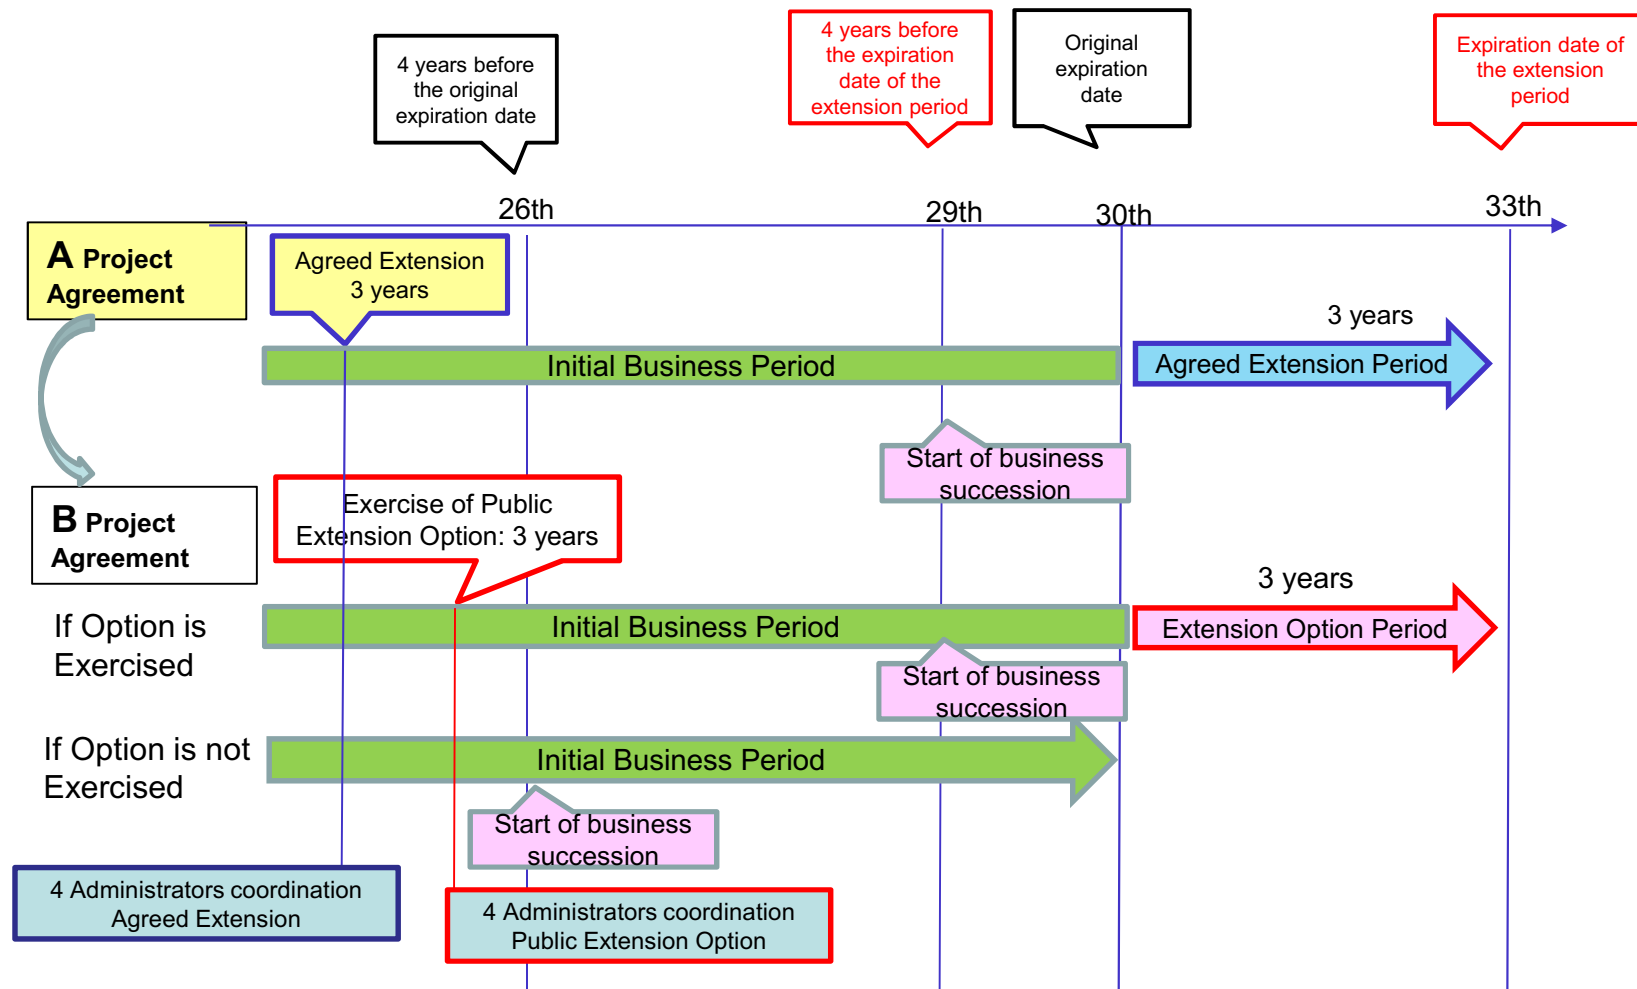 4 years before
the original
expiration date
4 years before
the expiration
date of the
extension period
Original
expiration
date
Expiration date of
the extension
period
26th
29th
30th
33th
A Project
Agreement
Agreed Extension
3 years
3 years
Initial Business Period
Agreed Extension Period
Start of business
succession
B Project
Agreement
Exercise of Public
Extension Option: 3 years
3 years
If Option is
Exercised
Initial Business Period
Extension Option Period
Start of business
succession
If Option is not
Exercised
Initial Business Period
Start of business
succession
4 Administrators coordination
Agreed Extension
4 Administrators coordination
Public Extension Option